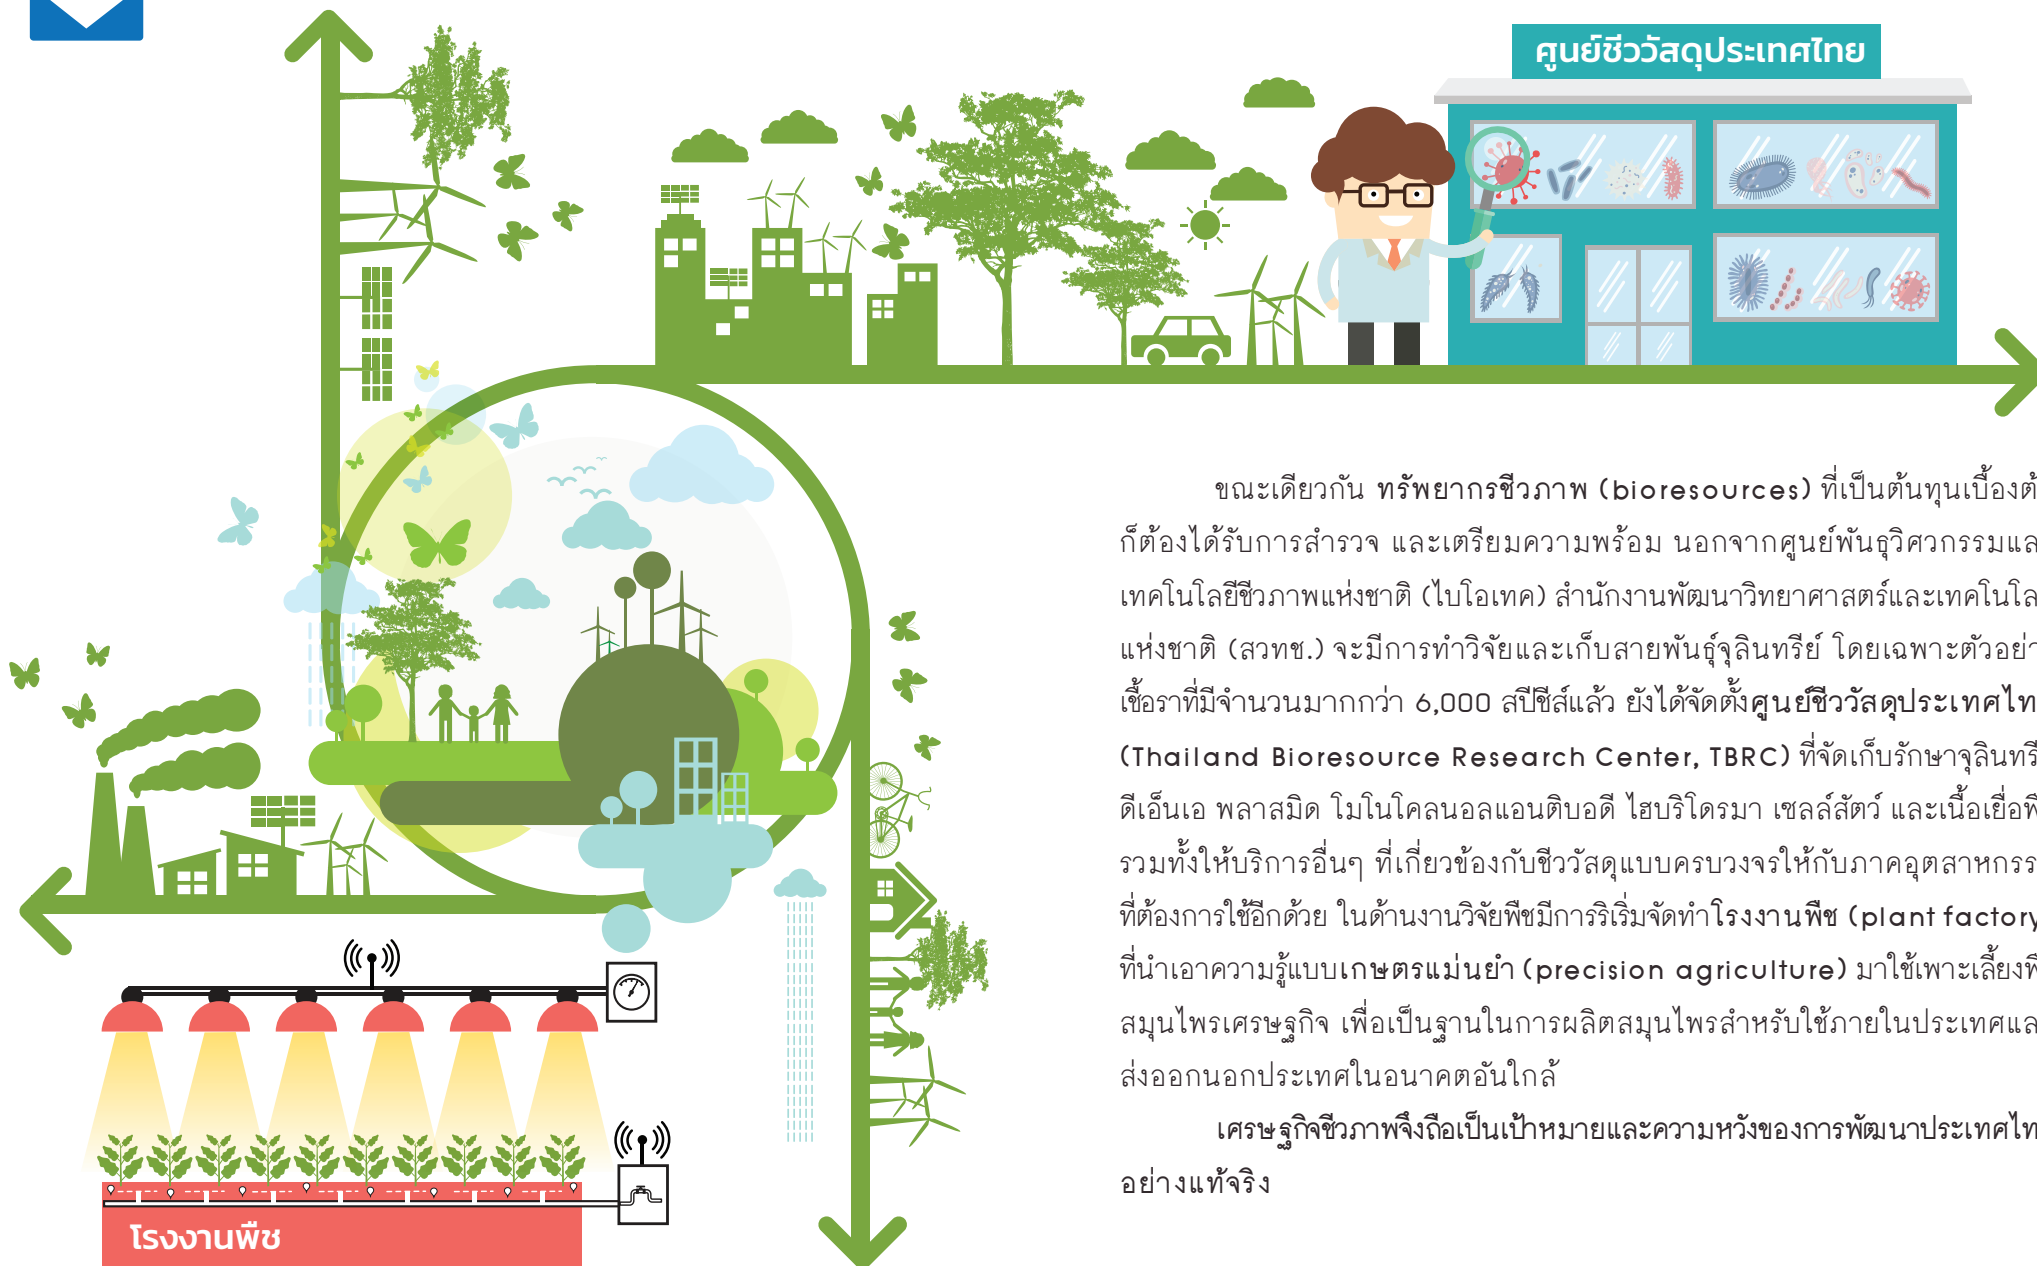 ศูนย์ชีววัสดุประเทศไทย
ขณะเดียวกัน ทรัพยากรชีวภาพ (bioresources) ที่เป็นต้นทุนเบื้องต้
ก็ต้องได้รับการสำรวจ และเตรียมความพร้อม นอกจากศูนย์พันธุวิศวกรรมแล
เทคโนโลยีชีวภาพแห่งชาติ (ไบโอเทค) สำนักงานพัฒนาวิทยาศาสตร์และเทคโนโล
แห่งชาติ (สวทช.) จะมีการทำวิจัยและเก็บสายพันธุ์จุลินทรีย์ โดยเฉพาะตัวอย่า
เชื้อราที่มีจำนวนมากกว่า 6,000 สปีชีส์แล้ว ยังได้จัดตั้งศูนย์ชีววัสดุประเทศไท
(Thailand Bioresource Research Center, TBRC) ที่จัดเก็บรักษาจุลินทรี
ดีเอ็นเอ พลาสมิด โมโนโคลนอลแอนติบอดี ไฮบริโดรมา เซลล์สัตว์ และเนื้อเยื่อพื
รวมทั้งให้บริการอื่นๆ ที่เกี่ยวข้องกับชีววัสดุแบบครบวงจรให้กับภาคอุตสาหกรร
ที่ต้องการใช้อีกด้วย ในด้านงานวิจัยพืชมีการริเริ่มจัดทำโรงงานพืช (plant factory
ที่นำเอาความรู้แบบเกษตรแม่นยำ (precision agriculture) มาใช้เพาะเลี้ยงพื
สมุนไพรเศรษฐกิจ เพื่อเป็นฐานในการผลิตสมุนไพรสำหรับใช้ภายในประเทศแล
ส่งออกนอกประเทศในอนาคตอันใกล้
เศรษฐกิจชีวภาพจึงถือเป็นเป้าหมายและความหวังของการพัฒนาประเทศไท
อย่างแท้จริง
โรงงานพืช